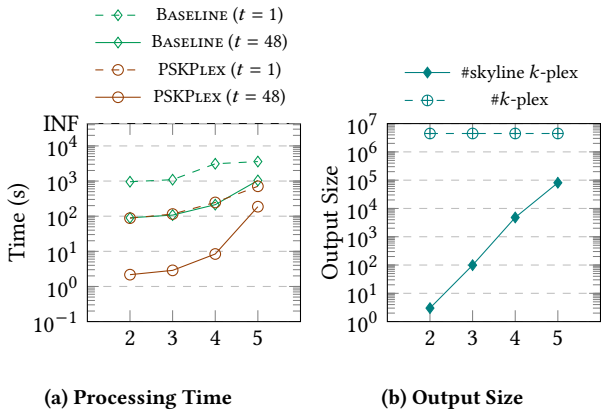 BASELINE (t = 1)
BASELINE (t = 48)
PSKPLEX (t = 1)
PSKPLEX (t = 48)
INF
10^4
10^3
10^2
10^1
10^0
10^−1
Time (s)
2 3 4 5
(a) Processing Time
#skyline k-plex
#k-plex
10^7
10^6
10^5
10^4
10^3
10^2
10^1
10^0
Output Size
2 3 4 5
(b) Output Size